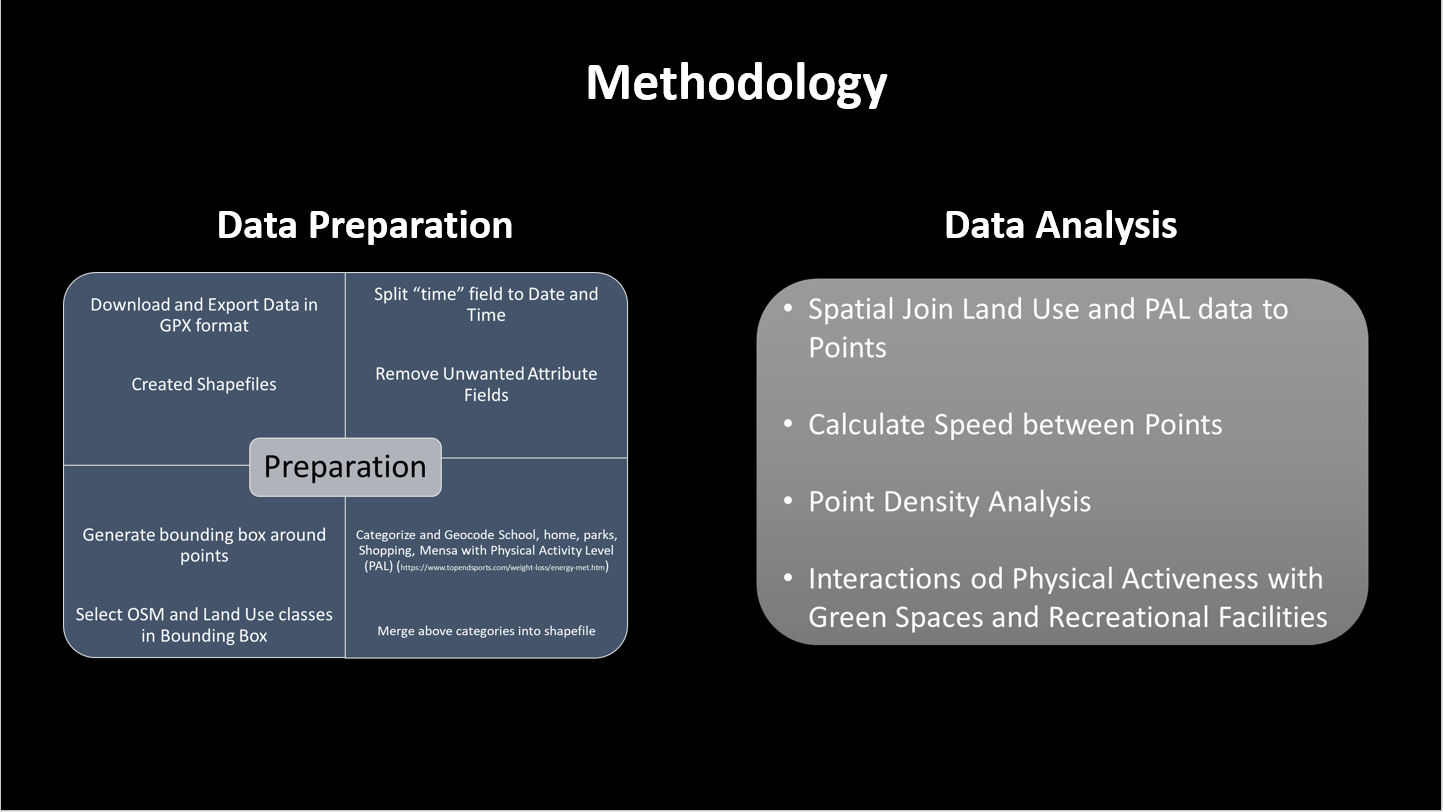 Methodology
Data Preparation
Download and Export Data in
GPX format
Created Shapefiles
Split “time” field to Date and
Time
Remove Unwanted Attribute
Fields
Preparation
Generate bounding box around
points
Select OSM and Land Use classes
in Bounding Box
Categorize and Geocode School, home, parks,
Shopping, Mensa with Physical Activity Level
(PAL) (https://www.topendsports.com/weight-loss/energy-met.htm)
Merge above categories into shapefile
Data Analysis
• Spatial Join Land Use and PAL data to
Points
• Calculate Speed between Points
• Point Density Analysis
• Interactions od Physical Activeness with
Green Spaces and Recreational Facilities